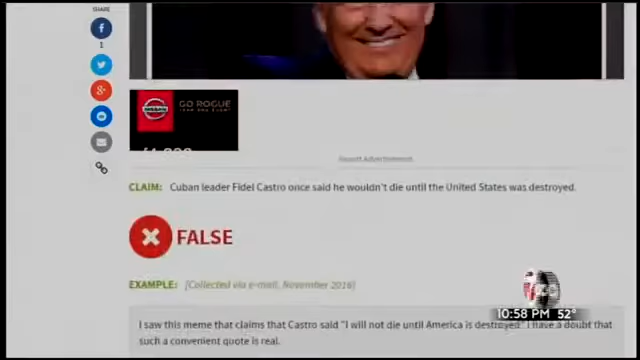 SHARE
1
NISSAN
GO ROGUE
Report Advertisement
CLAIM: Cuban leader Fidel Castro once said he wouldn't die until the United States was destroyed.
FALSE
EXAMPLE: [Collected via e-mail, November 2016]
10:58 PM 52°
I saw this meme that claims that Castro said "I will not die until America is destroyed" I have a doubt that
such a convenient quote is real.